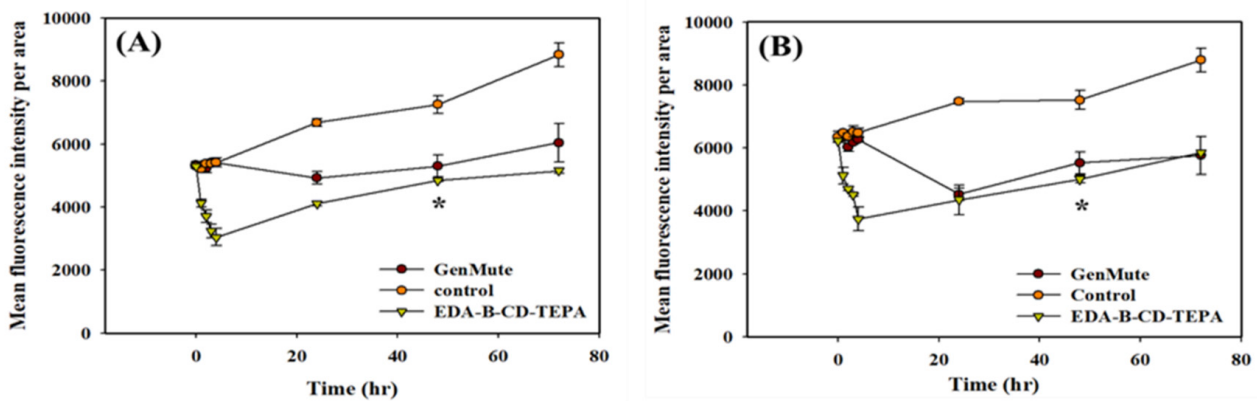 (A)
Mean fluorescence intensity per area
10000
8000
6000
4000
2000
0
*
GenMute
control
EDA-B-CD-TEPA
0
20
40
60
80
Time (hr)
(B)
Mean fluorescence intensity per area
10000
8000
6000
4000
2000
0
*
GenMute
Control
EDA-B-CD-TEPA
0
20
40
60
80
Time (hr)